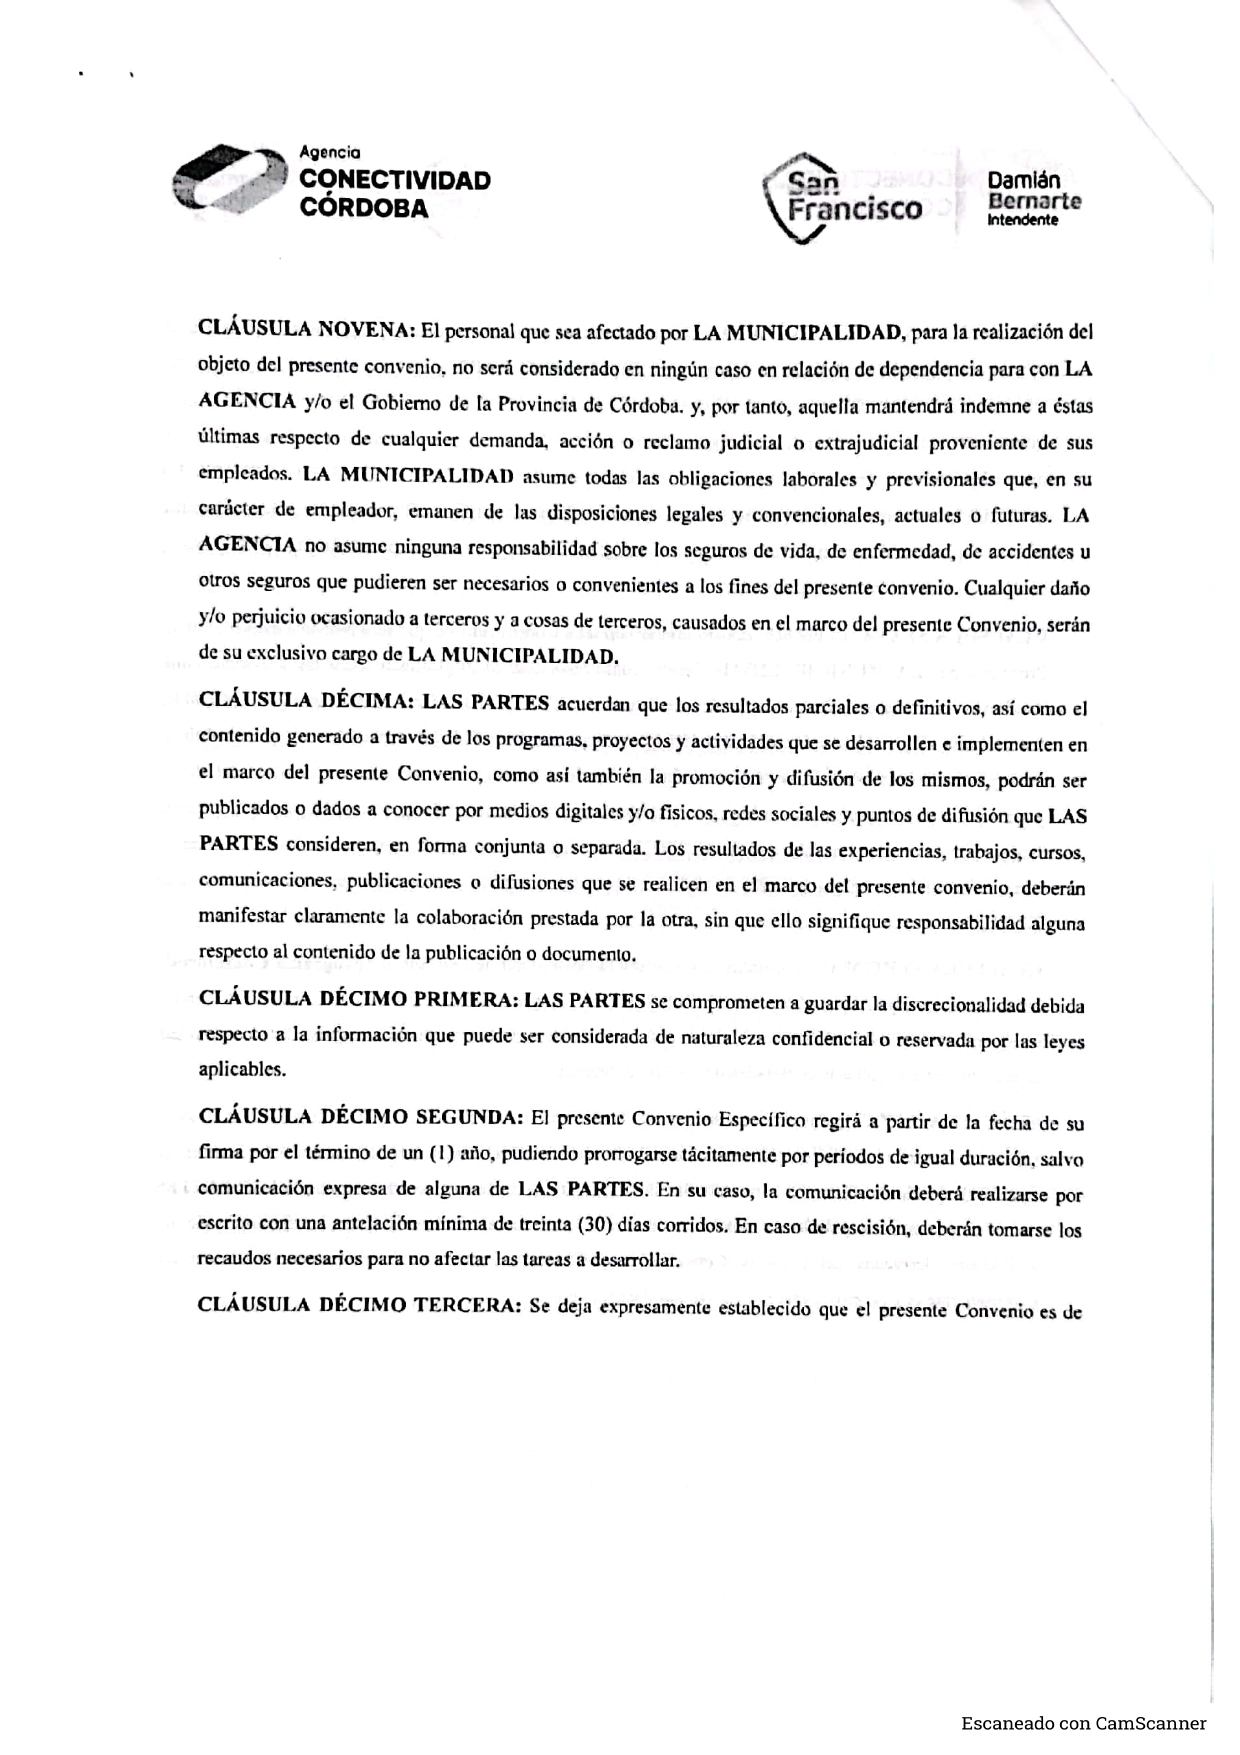 Agencia
CONECTIVIDAD
CÓRDOBA
San
Francisco
Damián
Bernarte
Intendente
CLÁUSULA NOVENA: El personal que sea afectado por LA MUNICIPALIDAD, para la realización del
objeto del presente convenio, no será considerado en ningún caso en relación de dependencia para con LA
AGENCIA y/o el Gobierno de la Provincia de Córdoba. y, por tanto, aquella mantendrá indemne a éstas
últimas respecto de cualquier demanda, acción o reclamo judicial o extrajudicial proveniente de sus
empleados. LA MUNICIPALIDAD asume todas las obligaciones laborales y previsionales que, en su
carácter de empleador, emanen de las disposiciones legales y convencionales, actuales o futuras. LA
AGENCIA no asume ninguna responsabilidad sobre los seguros de vida, de enfermedad, de accidentes u
otros seguros que pudieren ser necesarios o convenientes a los fines del presente convenio. Cualquier daño
y/o perjuicio ocasionado a terceros y a cosas de terceros, causados en el marco del presente Convenio, serán
de su exclusivo cargo de LA MUNICIPALIDAD.
CLÁUSULA DÉCIMA: LAS PARTES acuerdan que los resultados parciales o definitivos, así como el
contenido generado a través de los programas, proyectos y actividades que se desarrollen e implementen en
el marco del presente Convenio, como así también la promoción y difusión de los mismos, podrán ser
publicados o dados a conocer por medios digitales y/o físicos, redes sociales y puntos de difusión que LAS
PARTES consideren, en forma conjunta o separada. Los resultados de las experiencias, trabajos, cursos,
comunicaciones, publicaciones o difusiones que se realicen en el marco del presente convenio, deberán
manifestar claramente la colaboración prestada por la otra, sin que ello signifique responsabilidad alguna
respecto al contenido de la publicación o documento.
CLÁUSULA DÉCIMO PRIMERA: LAS PARTES se comprometen a guardar la discrecionalidad debida
respecto a la información que puede ser considerada de naturaleza confidencial o reservada por las leyes
aplicables.
CLÁUSULA DÉCIMO SEGUNDA: El presente Convenio Específico regirá a partir de la fecha de su
firma por el término de un (1) año, pudiendo prorrogarse tácitamente por períodos de igual duración, salvo
comunicación expresa de alguna de LAS PARTES. En su caso, la comunicación deberá realizarse por
escrito con una antelación mínima de treinta (30) días corridos. En caso de rescisión, deberán tomarse los
recaudos necesarios para no afectar las tareas a desarrollar.
CLÁUSULA DÉCIMO TERCERA: Se deja expresamente establecido que el presente Convenio es de
Escaneado con CamScanner